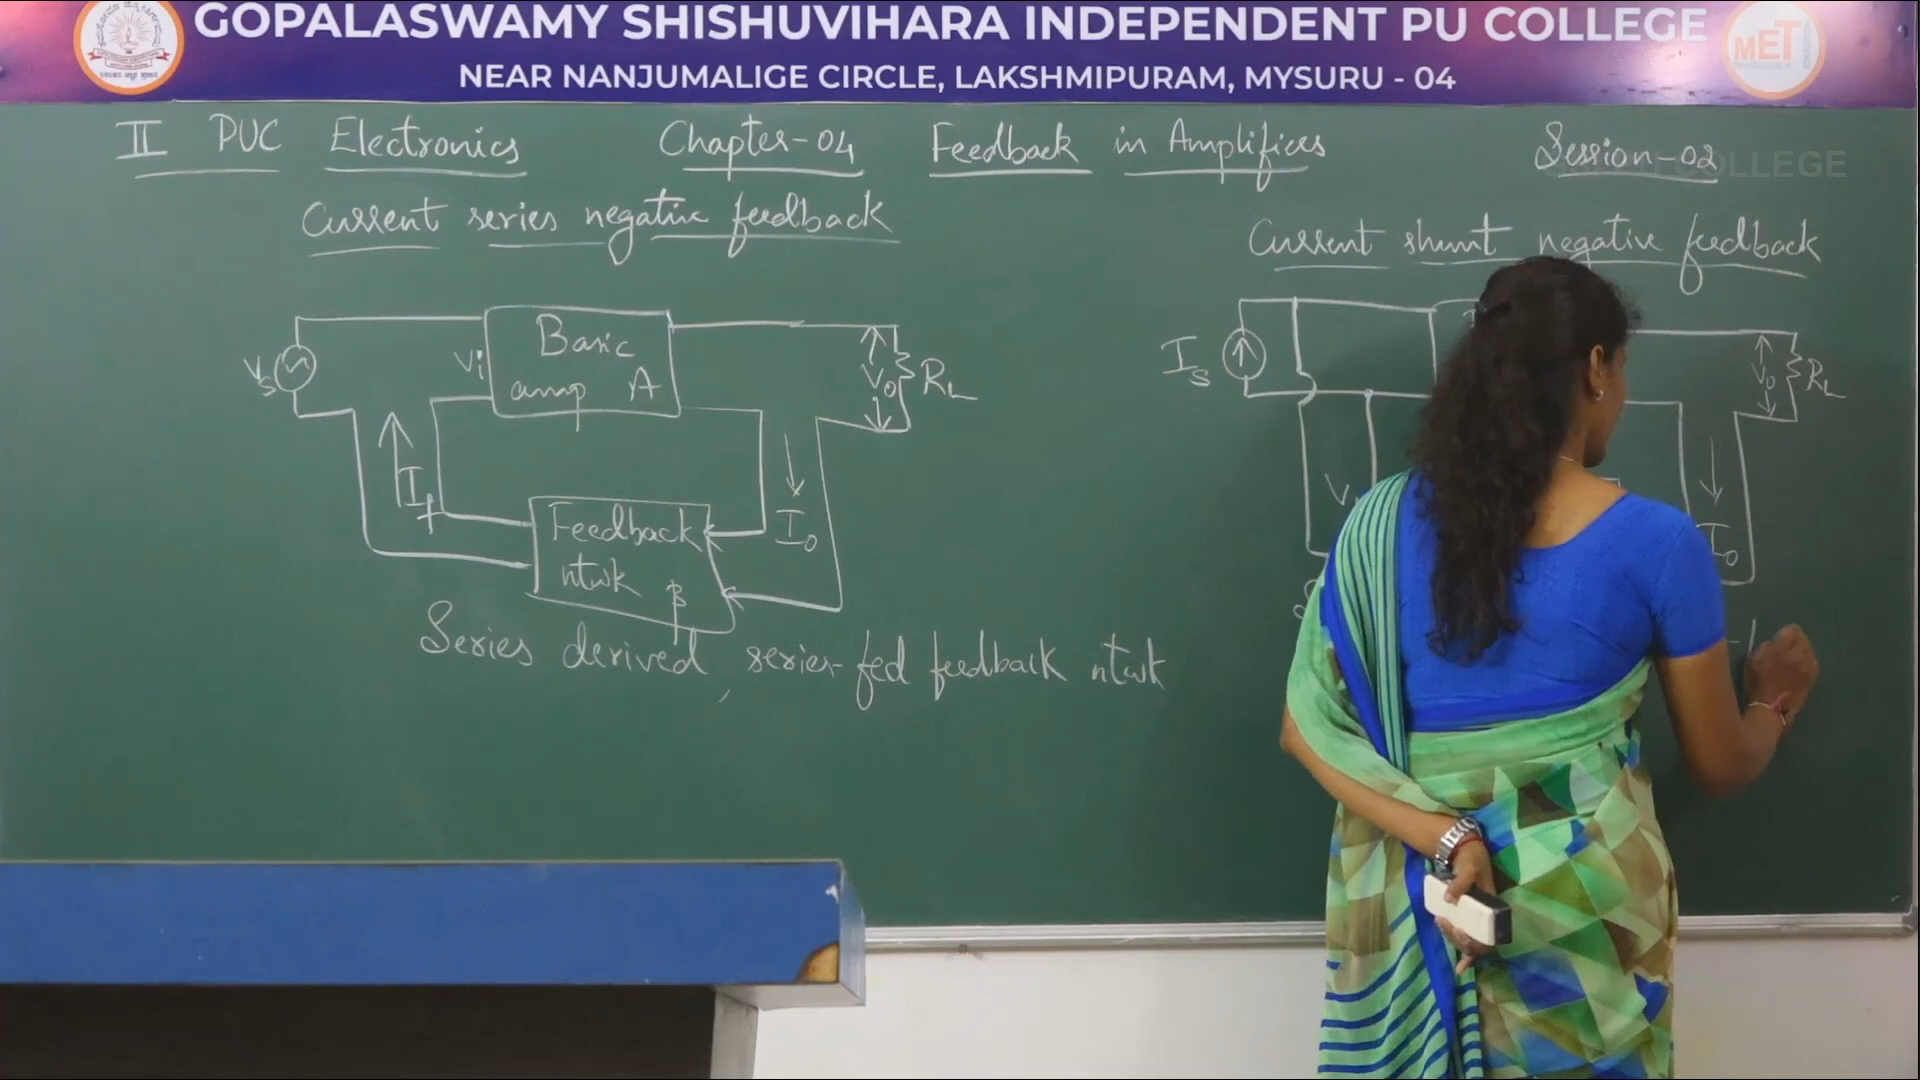 GOPALASWAMY SHISHUVIHARA INDEPENDENT PU COLLEGE
MET
NEAR NANJUMALIGE CIRCLE, LAKSHMIPURAM, MYSURU - 04
II PUC Electronics Chapter-04 Feedback in Amplifiers Session-02
COLLEGE
Current series negative feedback
Vs
Vi
Basic
amp A
Vo
RL
If
Io
Feedback
ntwk β
Series derived, series-fed feedback ntwk
Current shunt negative feedback
Is
Vo
RL
Io